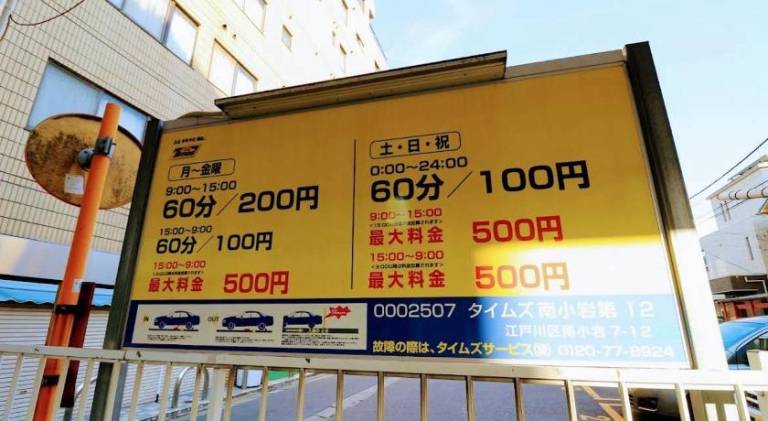 月〜金曜
9:00〜15:00
60分／200円
15:00〜9:00
60分／100円
15:00〜9:00
最大料金 500円
土・日・祝
0:00〜24:00
60分／100円
9:00〜15:00
最大料金 500円
15:00〜9:00
最大料金 500円
IN OUT
0002507 タイムズ 南小岩第12
江戸川区南小岩7-12
故障の際は、タイムズサービス㈱ 0120-77-8924